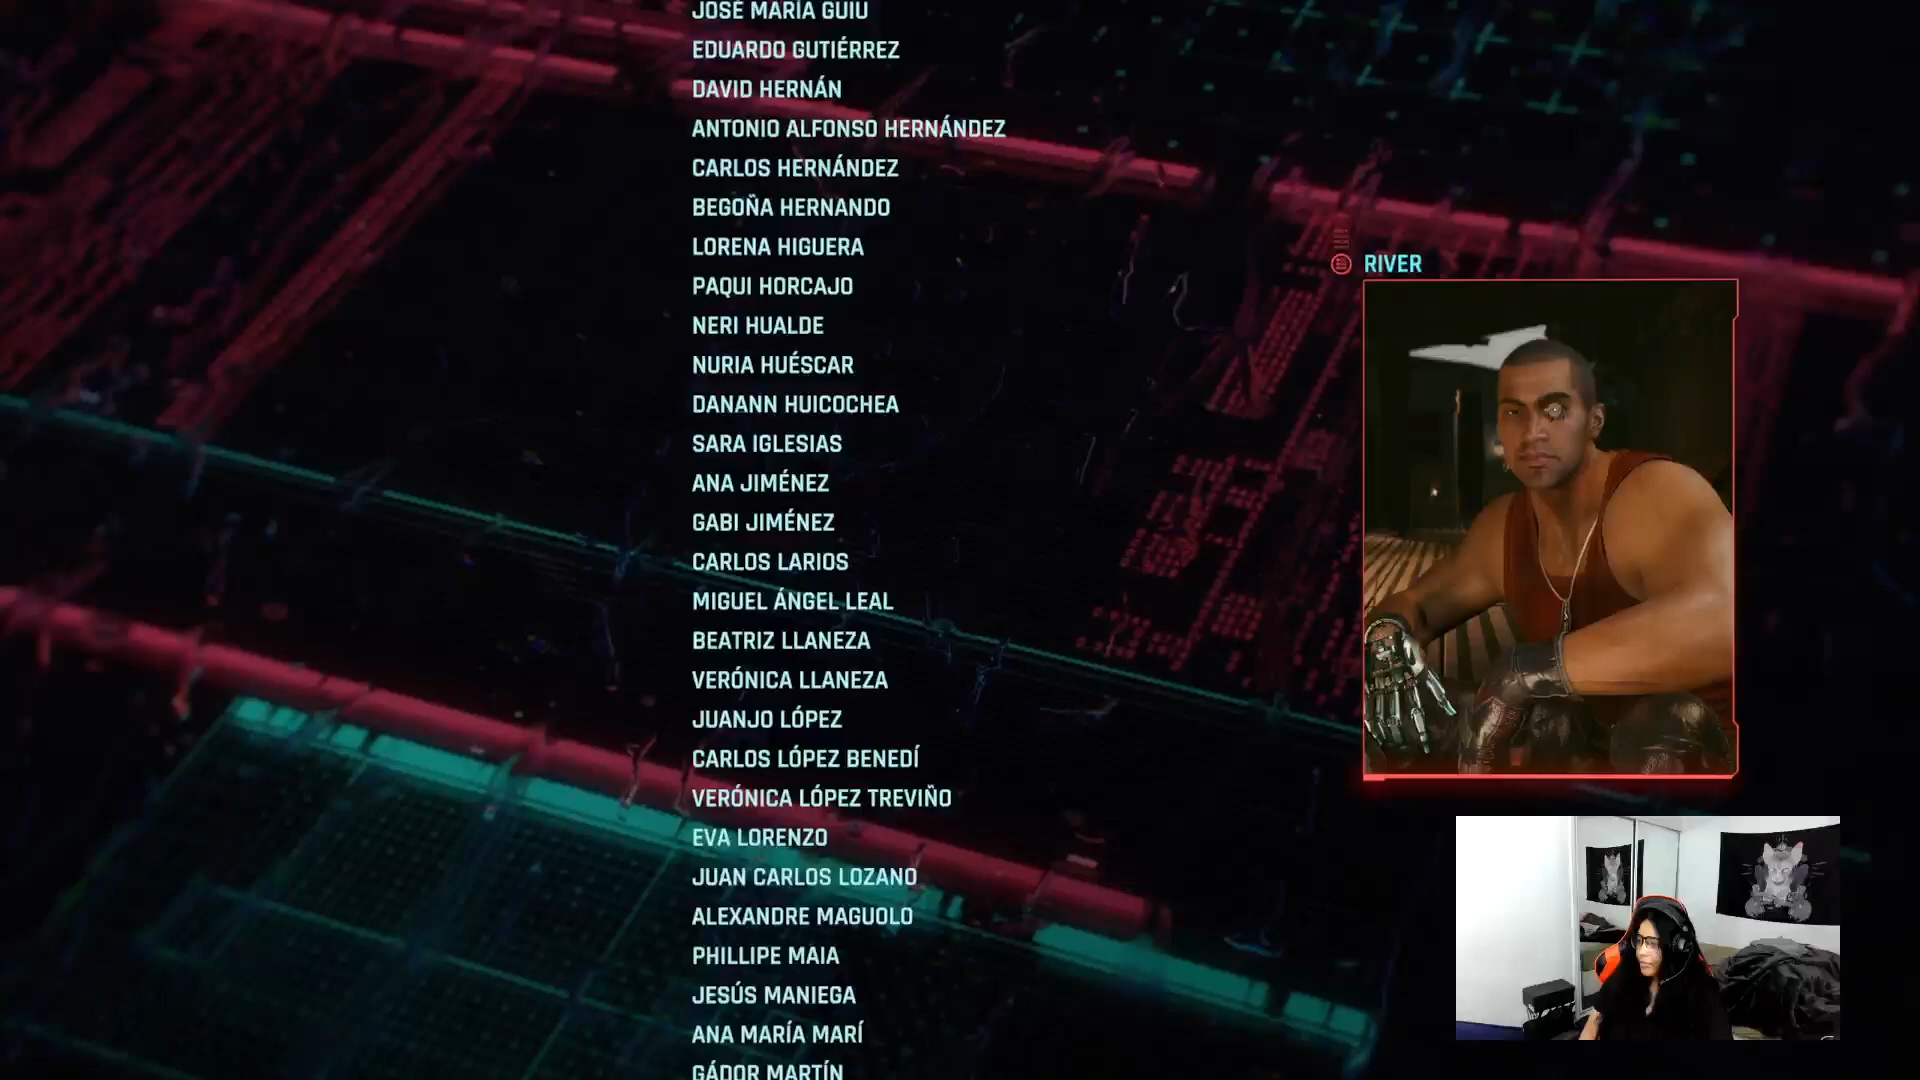 JOSÉ MARÍA GUIU
EDUARDO GUTIÉRREZ
DAVID HERNÁN
ANTONIO ALFONSO HERNÁNDEZ
CARLOS HERNÁNDEZ
BEGOÑA HERNANDO
LORENA HIGUERA
PAQUI HORCAJO
NERI HUALDE
NURIA HUÉSCAR
DANANN HUICOCHEA
SARA IGLESIAS
ANA JIMÉNEZ
GABI JIMÉNEZ
CARLOS LARIOS
MIGUEL ÁNGEL LEAL
BEATRIZ LLANEZA
VERÓNICA LLANEZA
JUANJO LÓPEZ
CARLOS LÓPEZ BENEDÍ
VERÓNICA LÓPEZ TREVIÑO
EVA LORENZO
JUAN CARLOS LOZANO
ALEXANDRE MAGUOLO
PHILLIPE MAIA
JESÚS MANIEGA
ANA MARÍA MARÍ
GÁDOR MARTÍN
RIVER